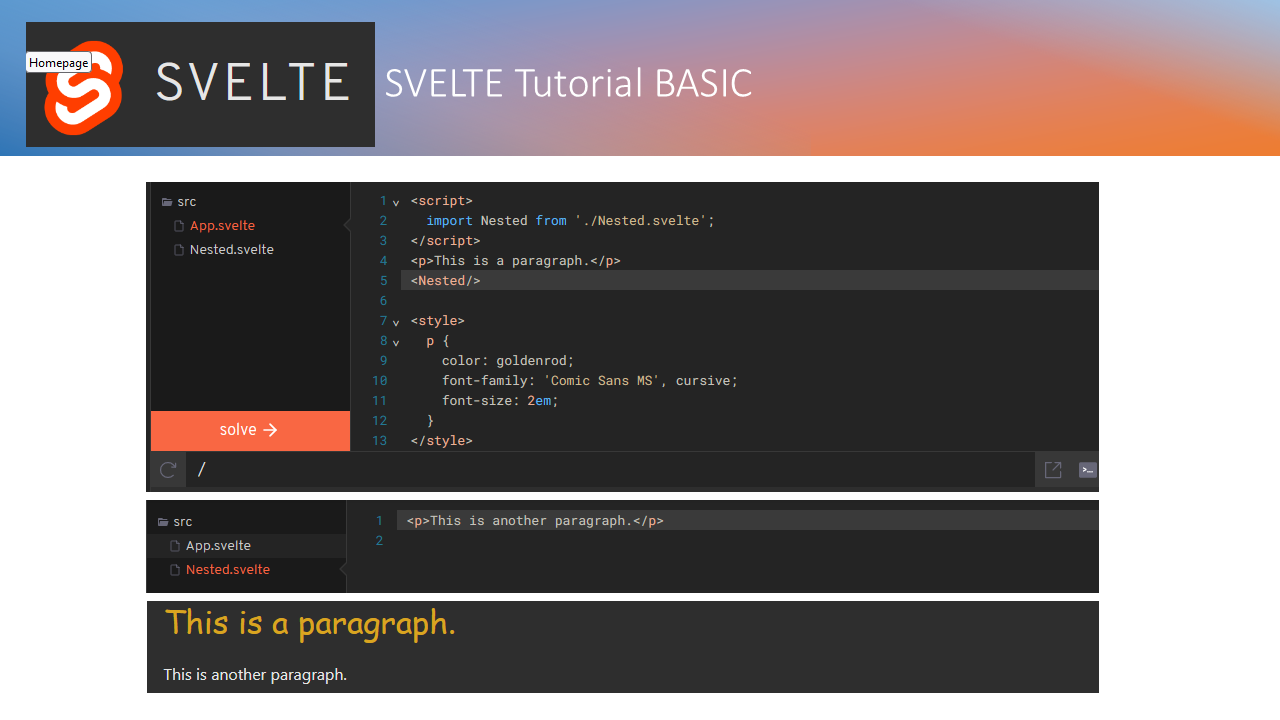 Homepage
SVELTE
SVELTE Tutorial BASIC
src
App.svelte
Nested.svelte
solve →
1 <script>
2 import Nested from './Nested.svelte';
3 </script>
4 <p>This is a paragraph.</p>
5 <Nested/>
6
7 <style>
8 p {
9 color: goldenrod;
10 font-family: 'Comic Sans MS', cursive;
11 font-size: 2em;
12 }
13 </style>
/
src
App.svelte
Nested.svelte
1 <p>This is another paragraph.</p>
2
This is a paragraph.
This is another paragraph.